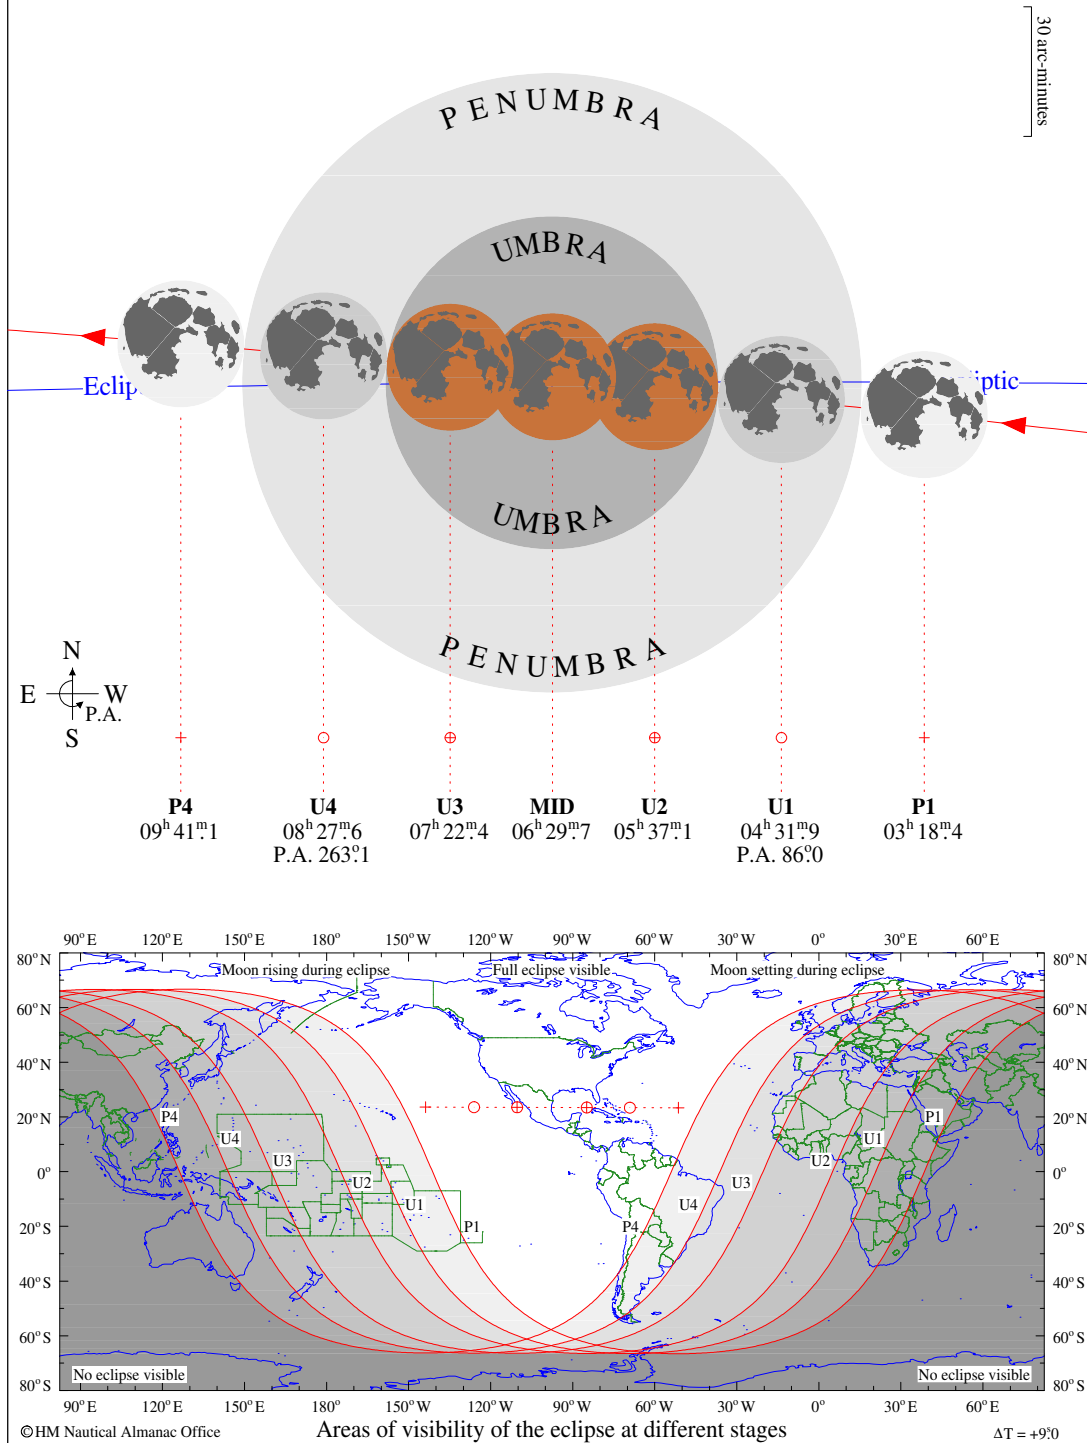 30 arc-minutes
PENUMBRA
UMBRA
Eclip
iptic
UMBRA
PENUMBRA
N
E W
P.A.
S
P4 U4 U3 MID U2 U1 P1
09h 41m.1 08h 27m.6 07h 22m.4 06h 29m.7 05h 37m.1 04h 31m.9 03h 18m.4
P.A. 263°.1 P.A. 86°.0
90°E 120°E 150°E 180° 150°W 120°W 90°W 60°W 0° 30°E 60°E
80°N 80°N
Moon rising during eclipse Full eclipse visible Moon setting during eclipse
60°N 60°N
40°N 40°N
20°N 20°N
P4 P1
U4 U1
U3 U2
0° 0°
U2 U3
U1 U4
P1 P4
20°S 20°S
40°S 40°S
60°S 60°S
No eclipse visible No eclipse visible
80°S 80°S
90°E 120°E 150°E 180° 150°W 120°W 90°W 60°W 0° 30°E 60°E
©HM Nautical Almanac Office Areas of visibility of the eclipse at different stages ΔT = +9s.0